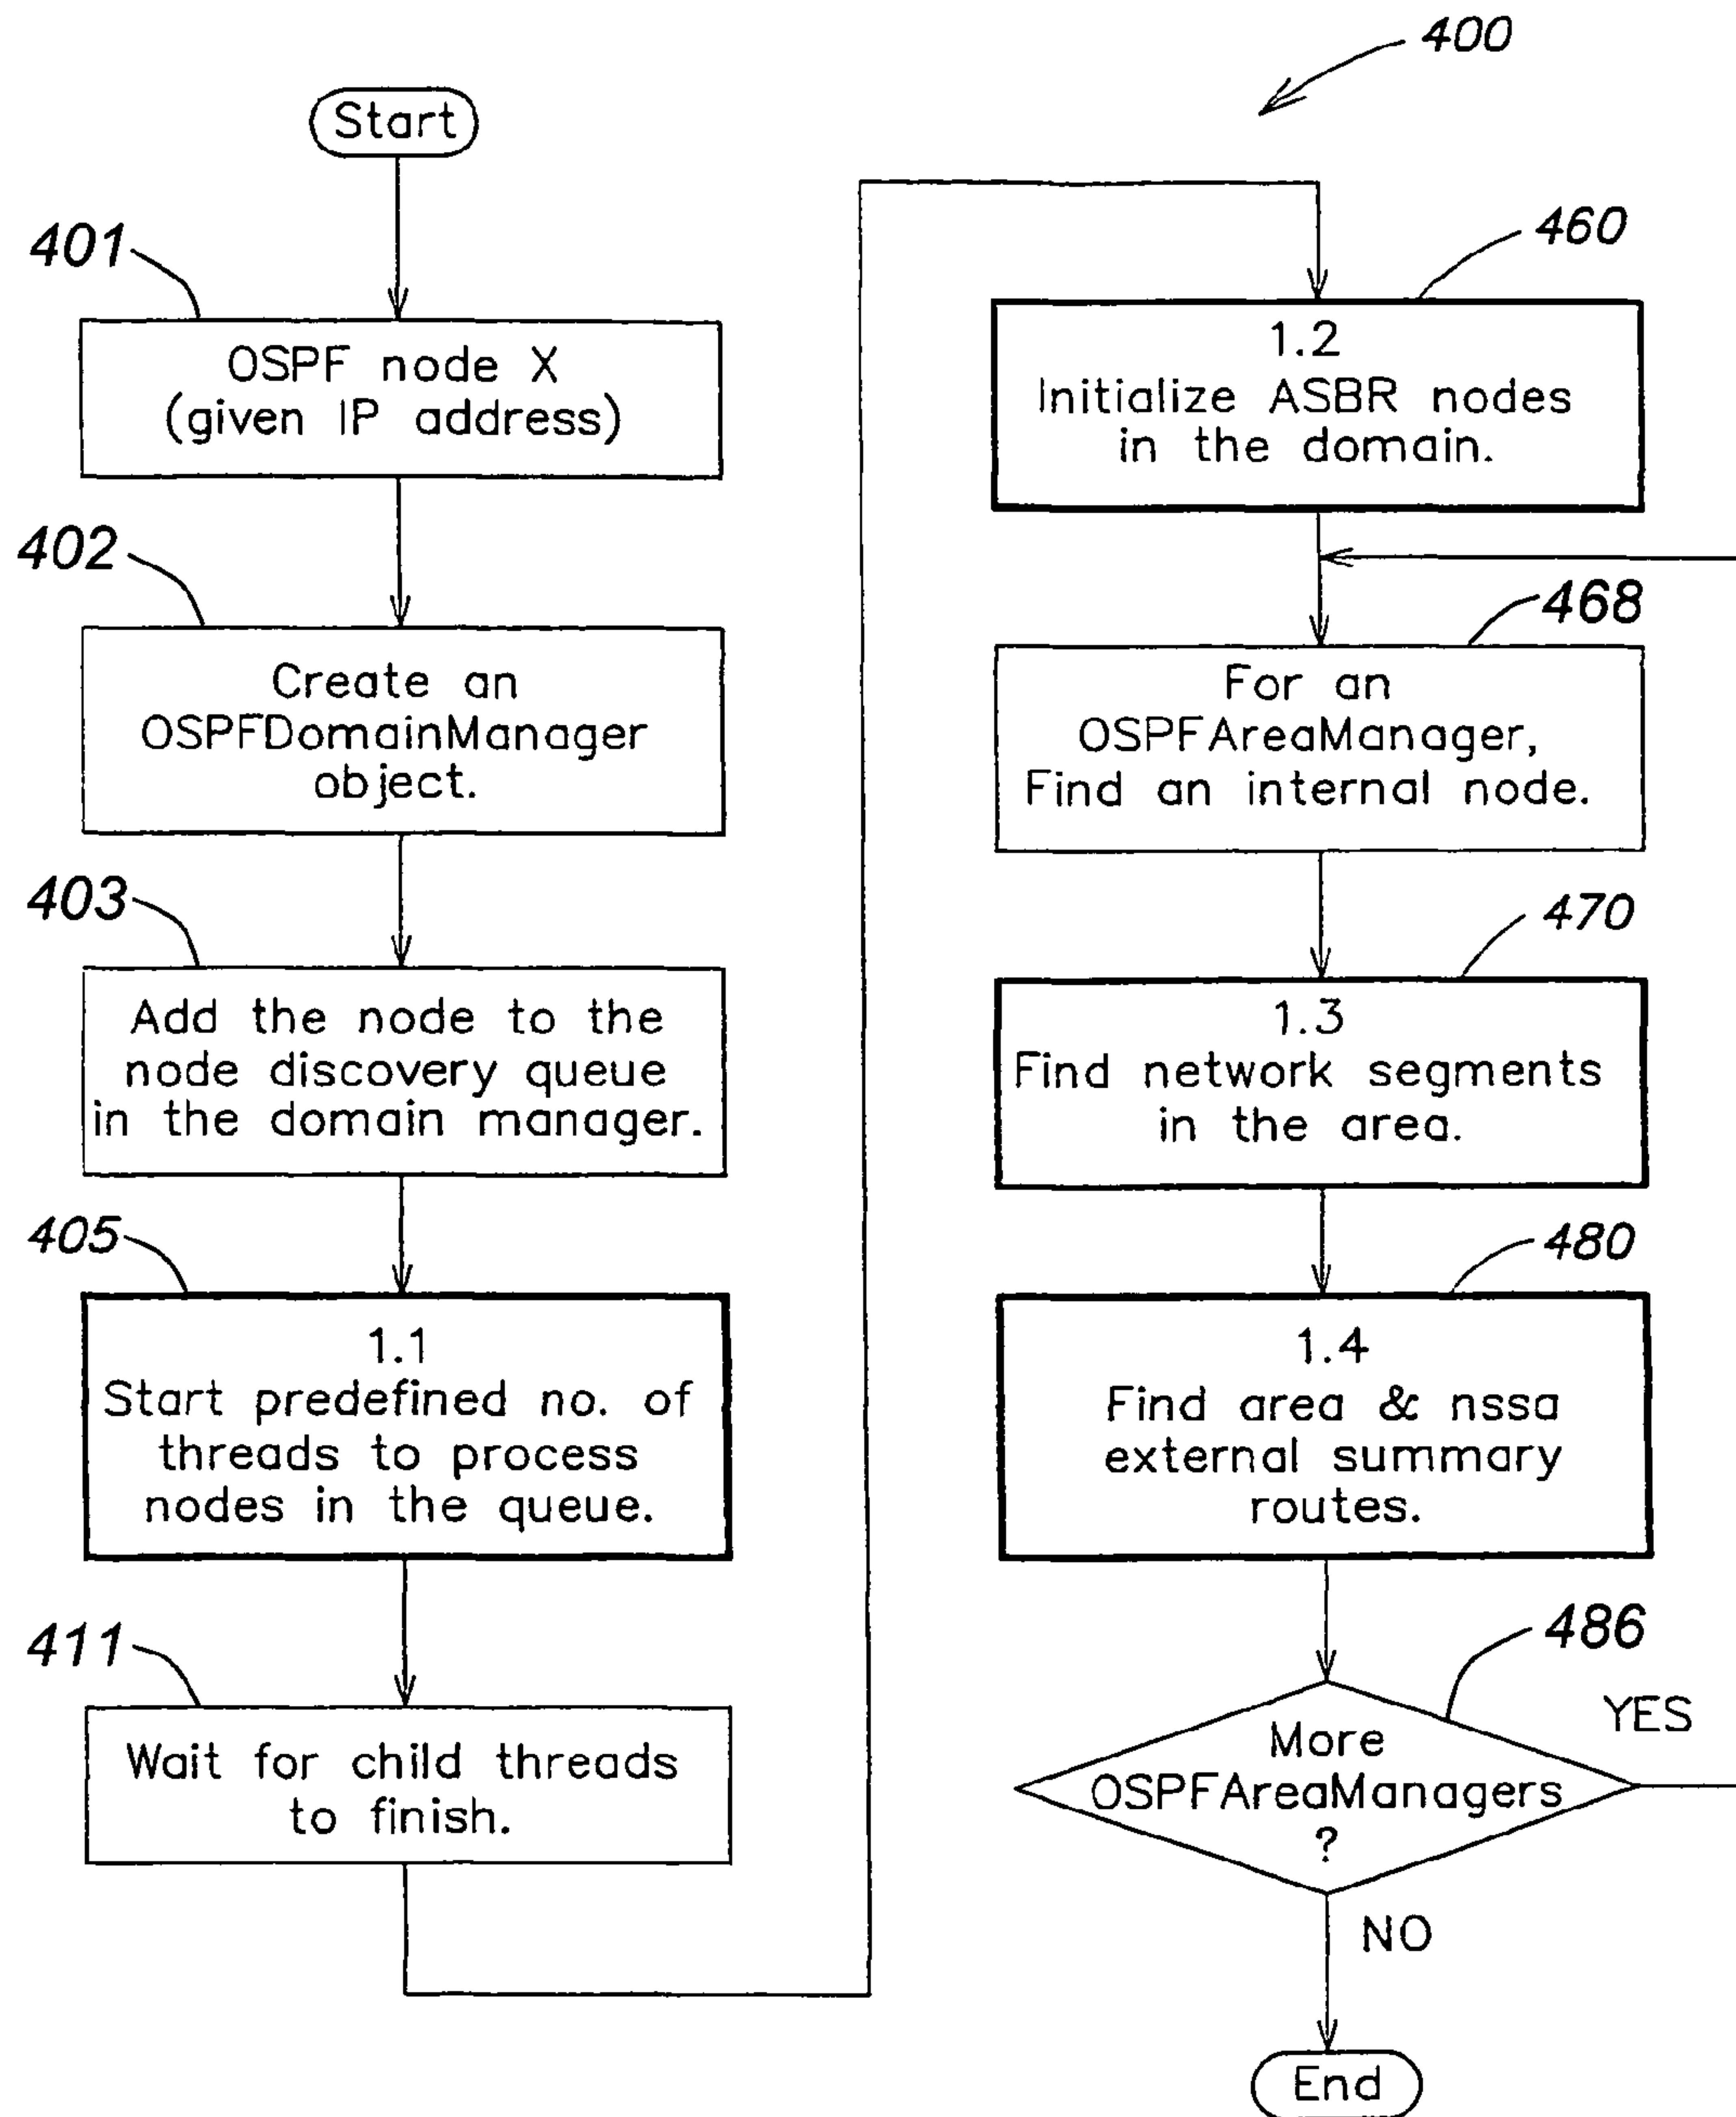 400
Start
401
OSPF node X
(given IP address)
402
Create an
OSPFDomainManager
object.
403
Add the node to the
node discovery queue
in the domain manager.
405
1.1
Start predefined no. of
threads to process
nodes in the queue.
411
Wait for child threads
to finish.
460
1.2
Initialize ASBR nodes
in the domain.
468
For an
OSPFAreaManager,
Find an internal node.
470
1.3
Find network segments
in the area.
480
1.4
Find area & nssa
external summary
routes.
486
More
OSPFAreaManagers
?
YES
NO
End